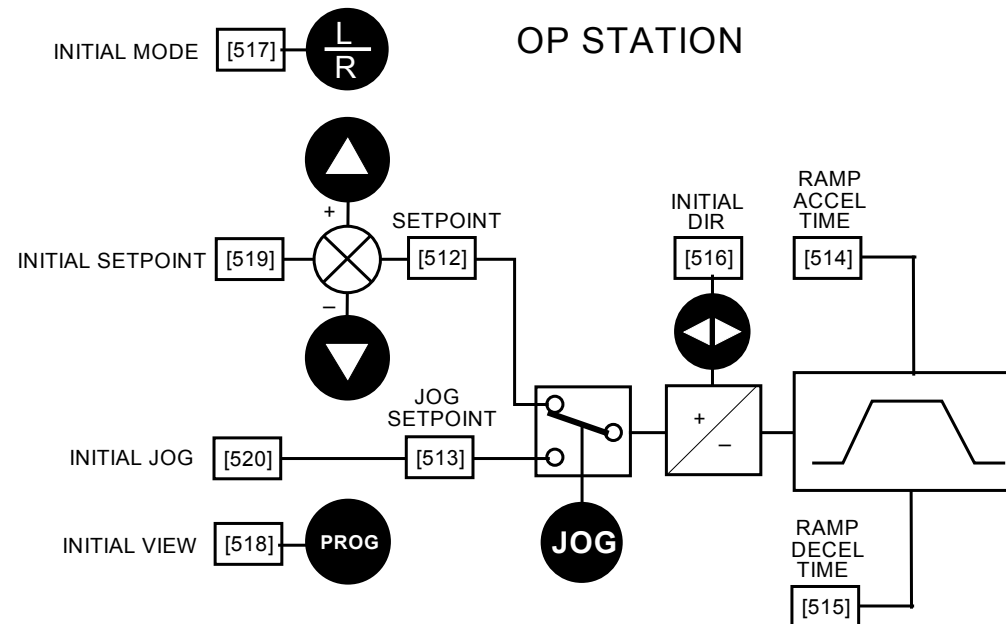 OP STATION
INITIAL MODE [517] L
R
+
INITIAL SETPOINT [519]
SETPOINT
[512]
–
INITIAL
DIR
[516]
RAMP
ACCEL
TIME
[514]
JOG
SETPOINT
INITIAL JOG [520] [513]
+
–
INITIAL VIEW [518] PROG
JOG
RAMP
DECEL
TIME
[515]